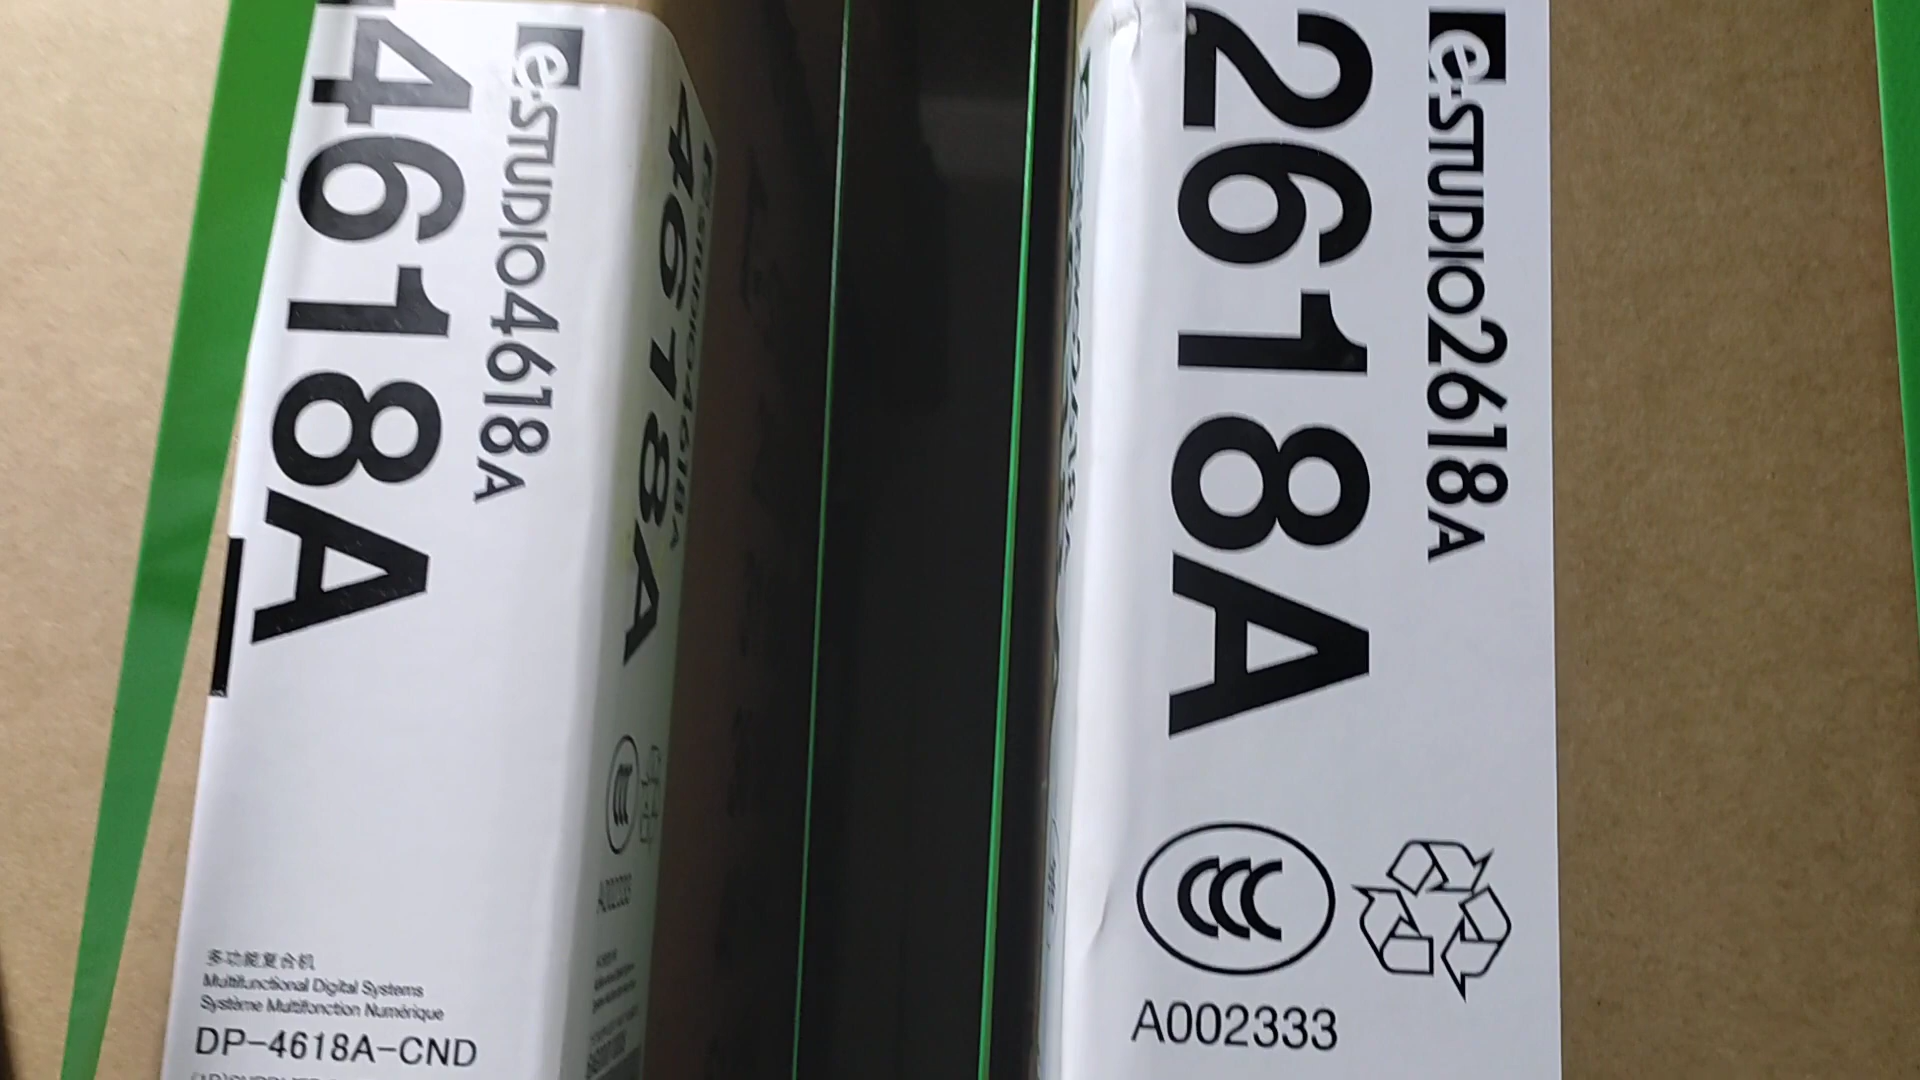 4618A
e-STUDIO4618A
多功能复合机
Multifunctional Digital Systems
Système Multifonction Numérique
DP-4618A-CND
e-STUDIO4618A
4618A
CCC
A002333
2618A
e-STUDIO2618A
CCC
A002333